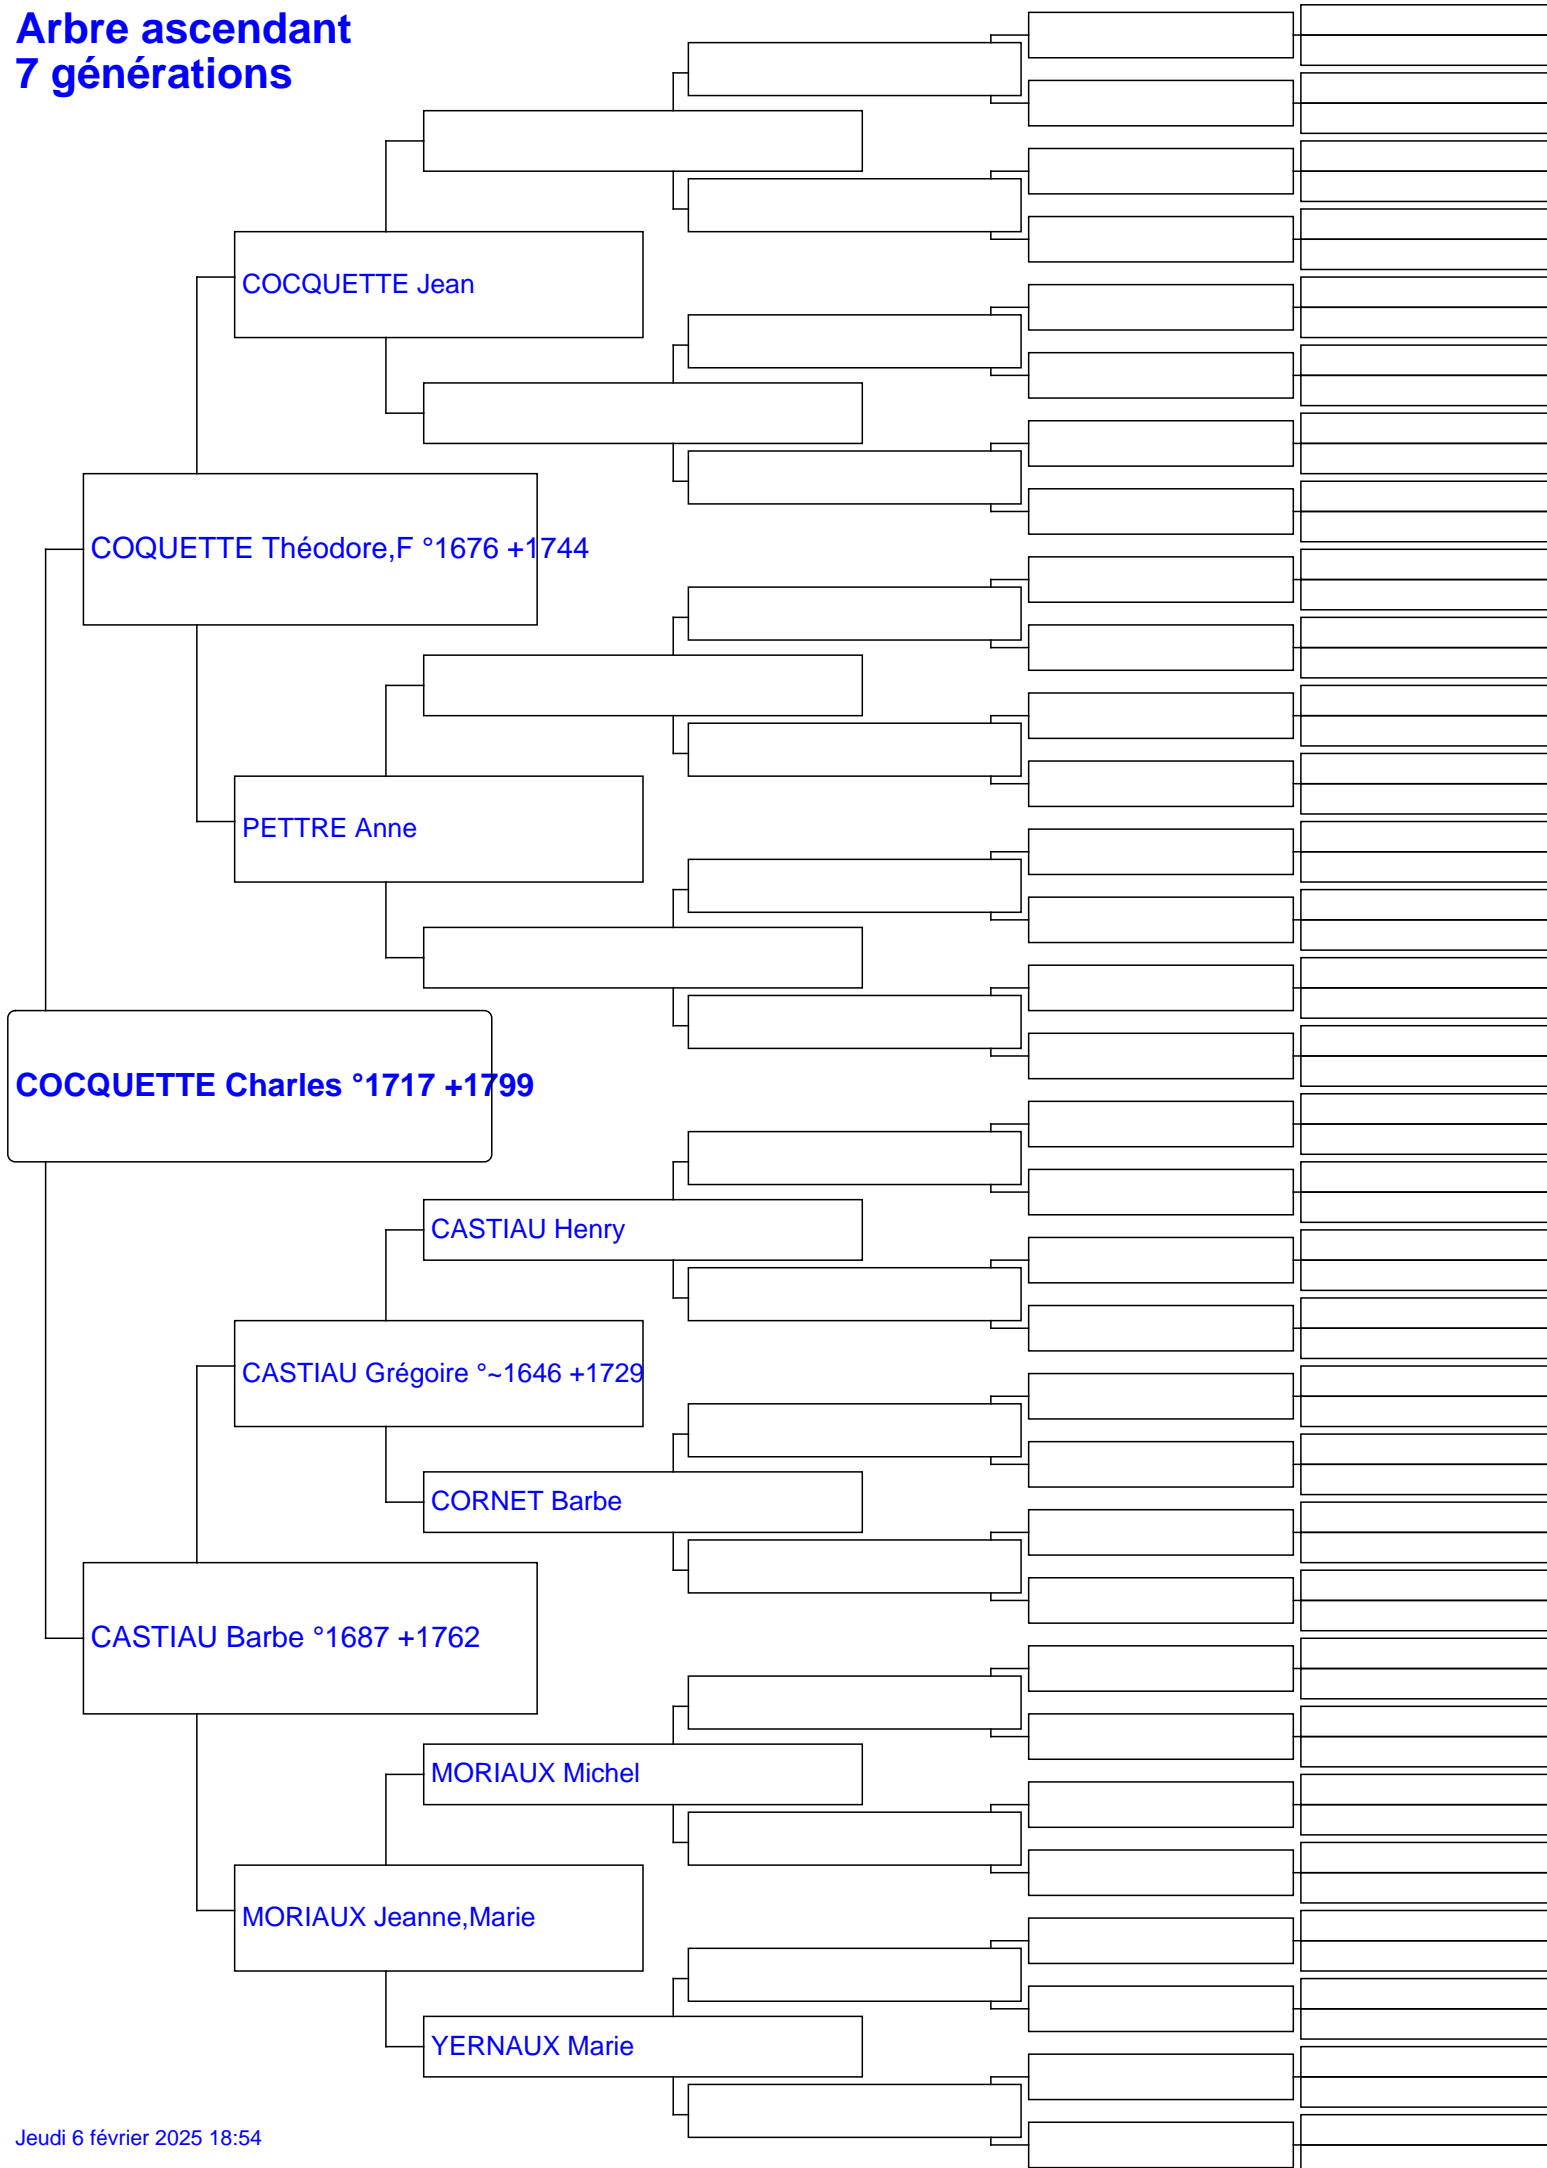 Arbre ascendant
7 générations
COCQUETTE Jean
COQUETTE Théodore,F °1676 +1744
PETTRE Anne
COCQUETTE Charles °1717 +1799
CASTIAU Henry
CASTIAU Grégoire °~1646 +1729
CORNET Barbe
CASTIAU Barbe °1687 +1762
MORIAUX Michel
MORIAUX Jeanne,Marie
YERNAUX Marie
Jeudi 6 février 2025 18:54